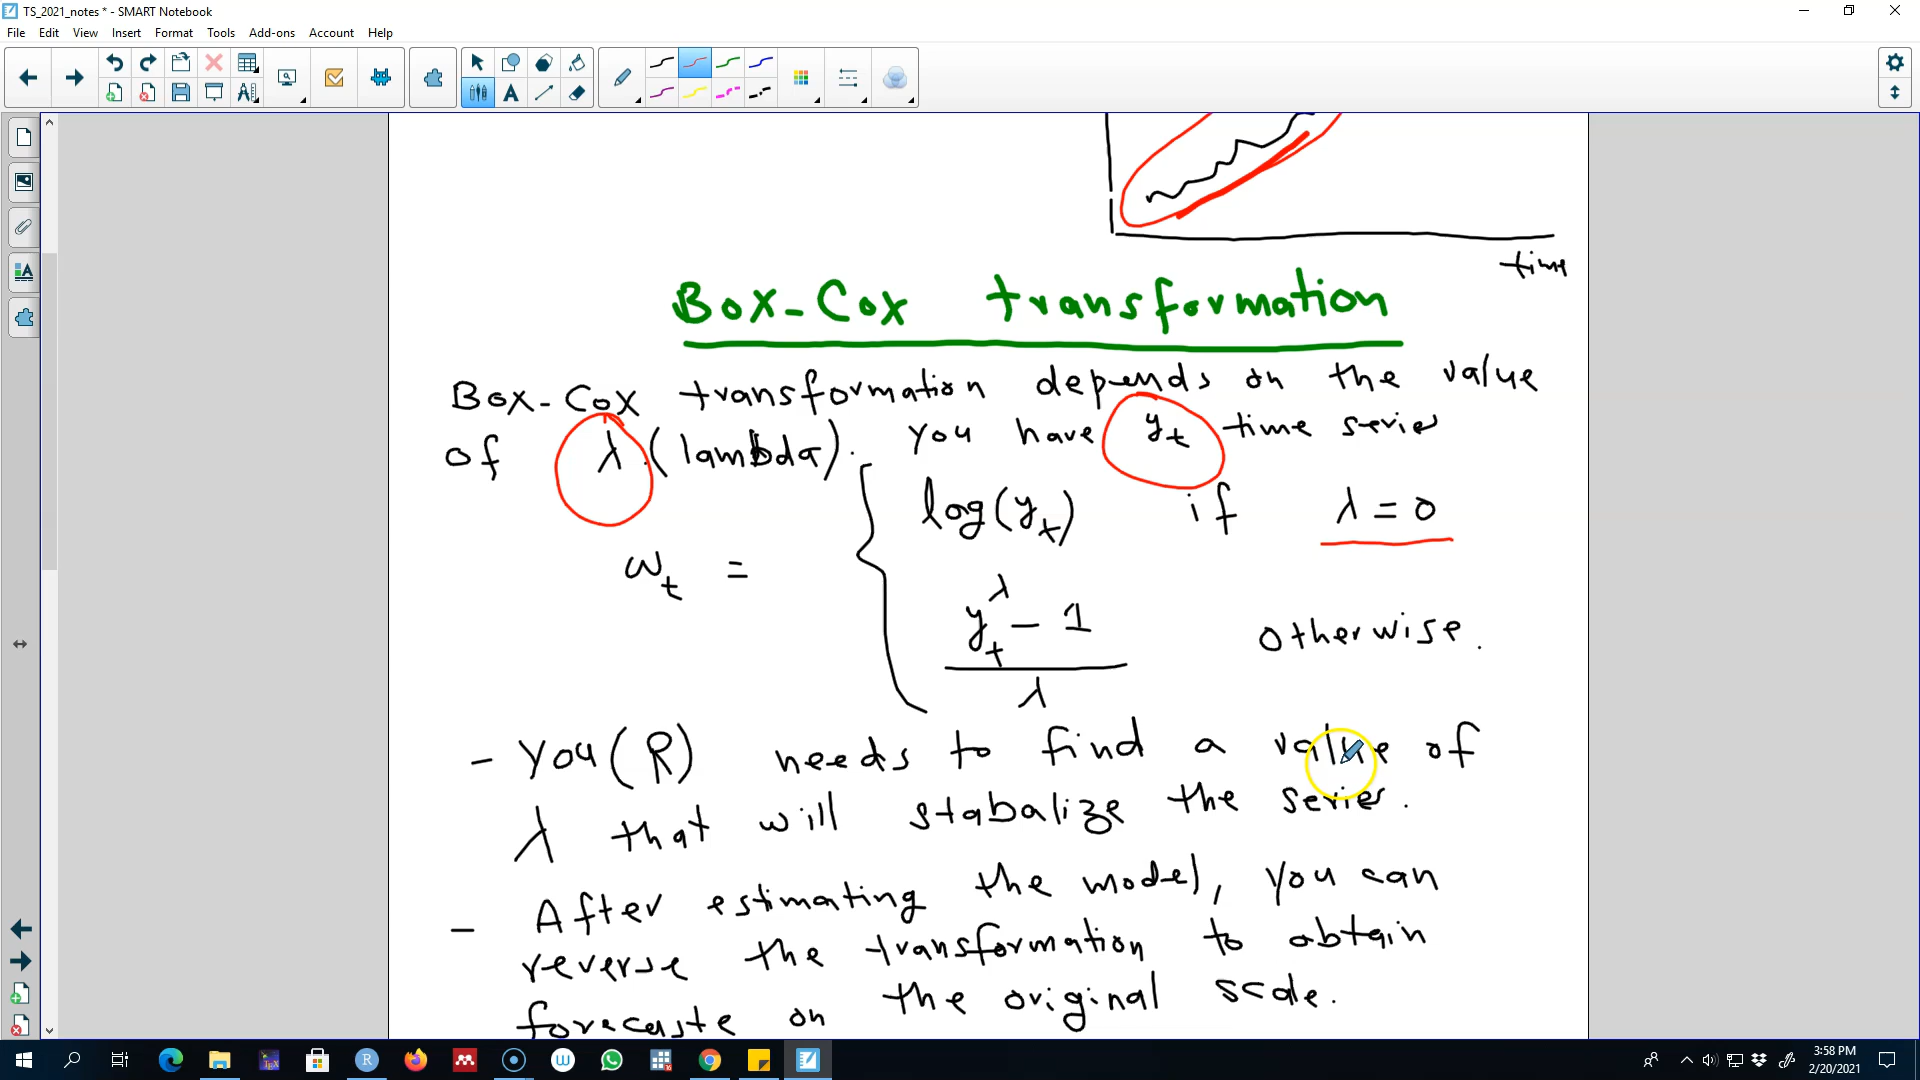 TS_2021_notes * - SMART Notebook
File Edit View Insert Format Tools Add-ons Account Help
time
Box-Cox transformation
Box-Cox transformation depends on the value
of λ (lambda). you have yt time series
log(yt) if λ = 0
wt =
yt^λ - 1
λ
otherwise.
- You(R) needs to find a value of
λ that will stabalize the series.
- After estimating the model, you can
reverse the transformation to obtain
forecaste on the original scale.
3:58 PM
2/20/2021